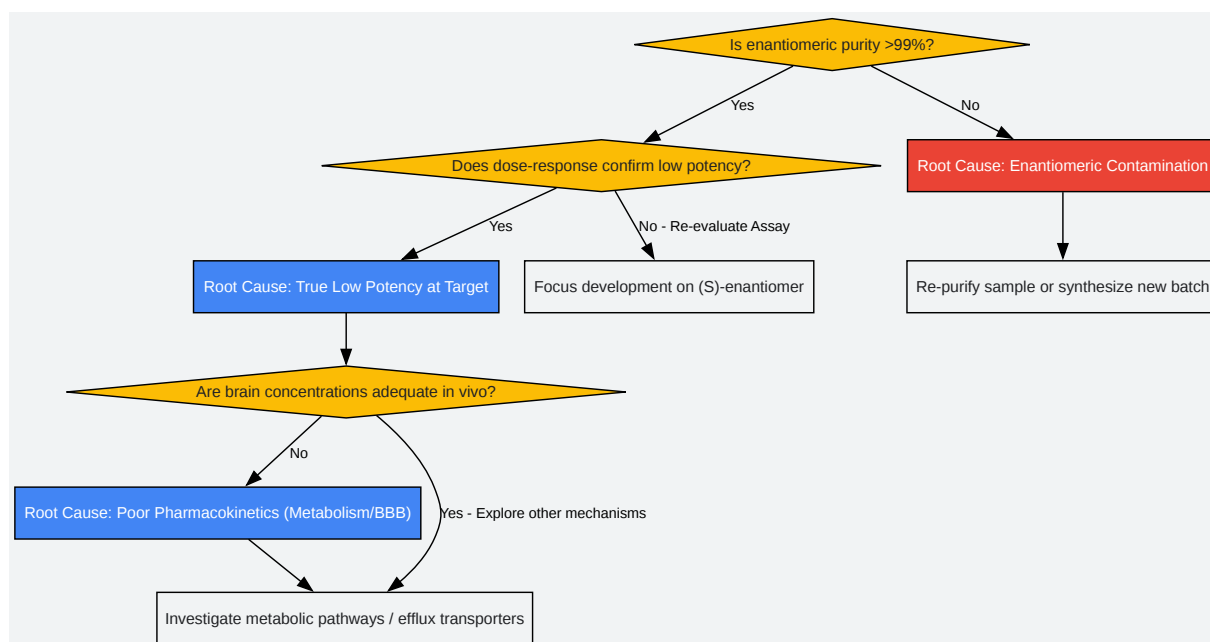 Is enantiomeric purity >99%?
Yes
No
Does dose-response confirm low potency?
Root Cause: Enantiomeric Contamination
Yes
No - Re-evaluate Assay
Root Cause: True Low Potency at Target
Focus development on (S)-enantiomer
Re-purify sample or synthesize new batch
Are brain concentrations adequate in vivo?
No
Root Cause: Poor Pharmacokinetics (Metabolism/BBB)
Yes - Explore other mechanisms
Investigate metabolic pathways / efflux transporters